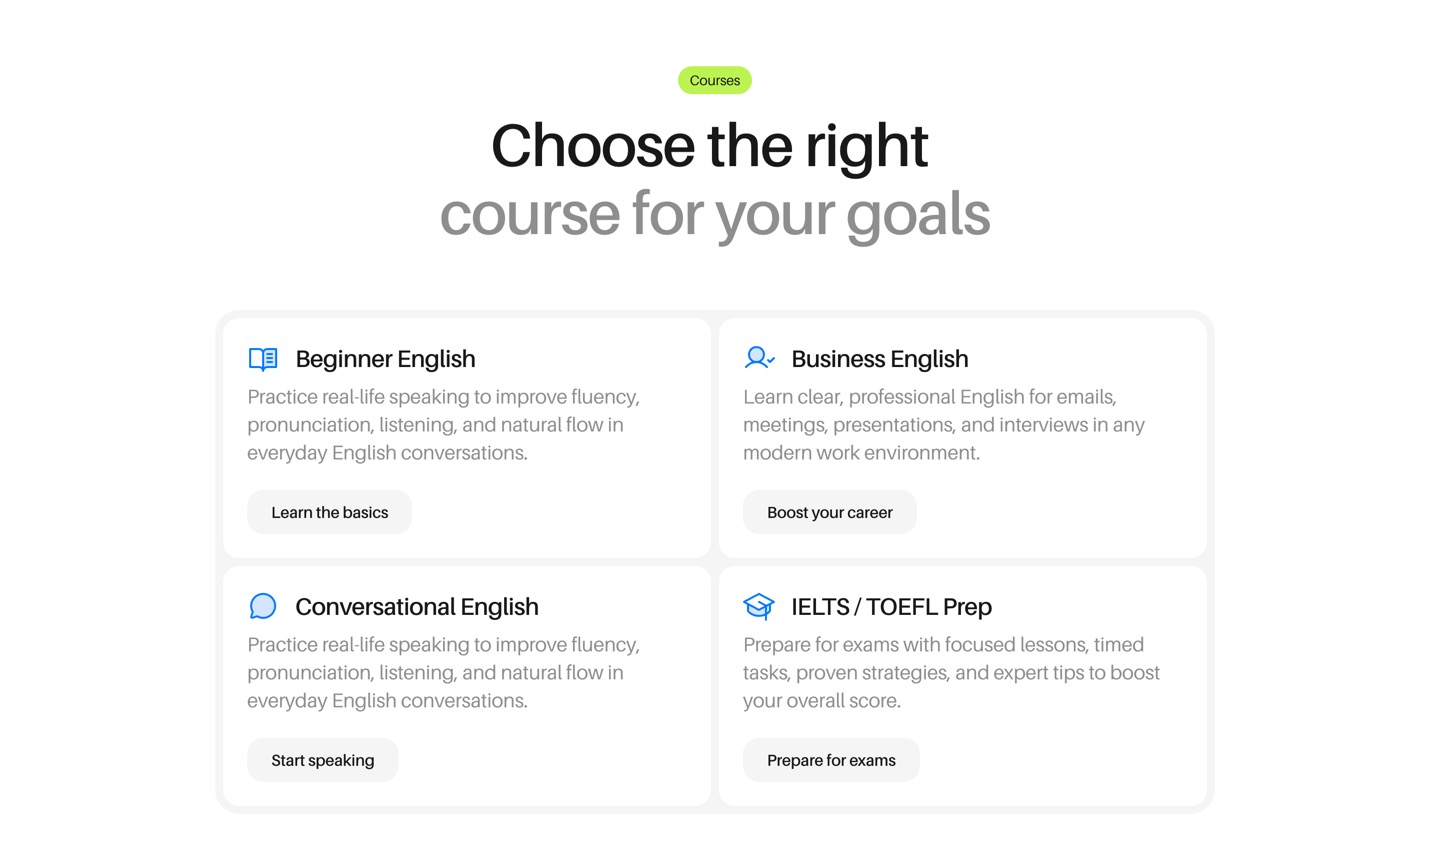 Courses
Choose the right
course for your goals
Beginner English
Practice real-life speaking to improve fluency,
pronunciation, listening, and natural flow in
everyday English conversations.
Learn the basics
Business English
Learn clear, professional English for emails,
meetings, presentations, and interviews in any
modern work environment.
Boost your career
Conversational English
Practice real-life speaking to improve fluency,
pronunciation, listening, and natural flow in
everyday English conversations.
Start speaking
IELTS / TOEFL Prep
Prepare for exams with focused lessons, timed
tasks, proven strategies, and expert tips to boost
your overall score.
Prepare for exams